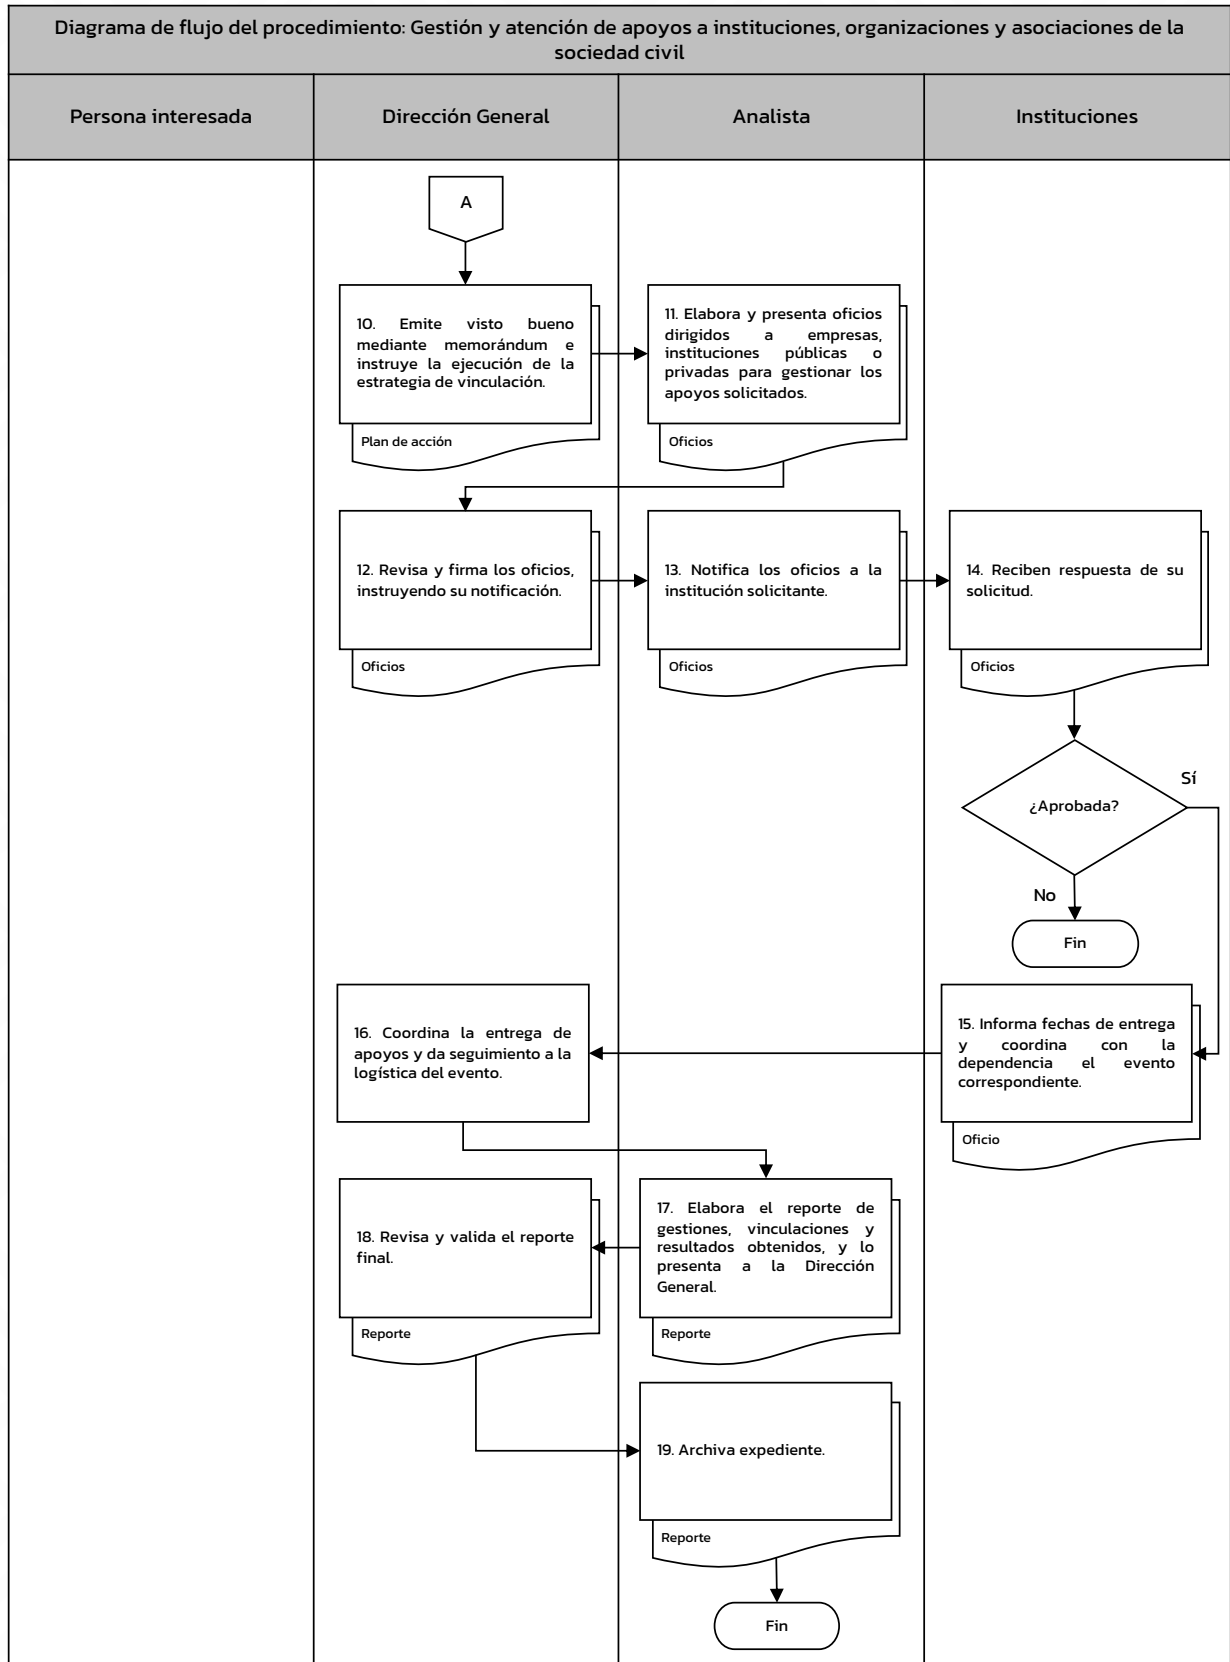 Diagrama de flujo del procedimiento: Gestión y atención de apoyos a instituciones, organizaciones y asociaciones de la
sociedad civil
Persona interesada
Dirección General
Analista
Instituciones
A
10. Emite visto bueno
mediante memorándum e
instruye la ejecución de la
estrategia de vinculación.
Plan de acción
11. Elabora y presenta oficios
dirigidos a empresas,
instituciones públicas o
privadas para gestionar los
apoyos solicitados.
Oficios
12. Revisa y firma los oficios,
instruyendo su notificación.
Oficios
13. Notifica los oficios a la
institución solicitante.
Oficios
14. Reciben respuesta de su
solicitud.
Oficios
¿Aprobada?
Sí
No
Fin
15. Informa fechas de entrega
y coordina con la
dependencia el evento
correspondiente.
Oficio
16. Coordina la entrega de
apoyos y da seguimiento a la
logística del evento.
17. Elabora el reporte de
gestiones, vinculaciones y
resultados obtenidos, y lo
presenta a la Dirección
General.
Reporte
18. Revisa y valida el reporte
final.
Reporte
19. Archiva expediente.
Reporte
Fin